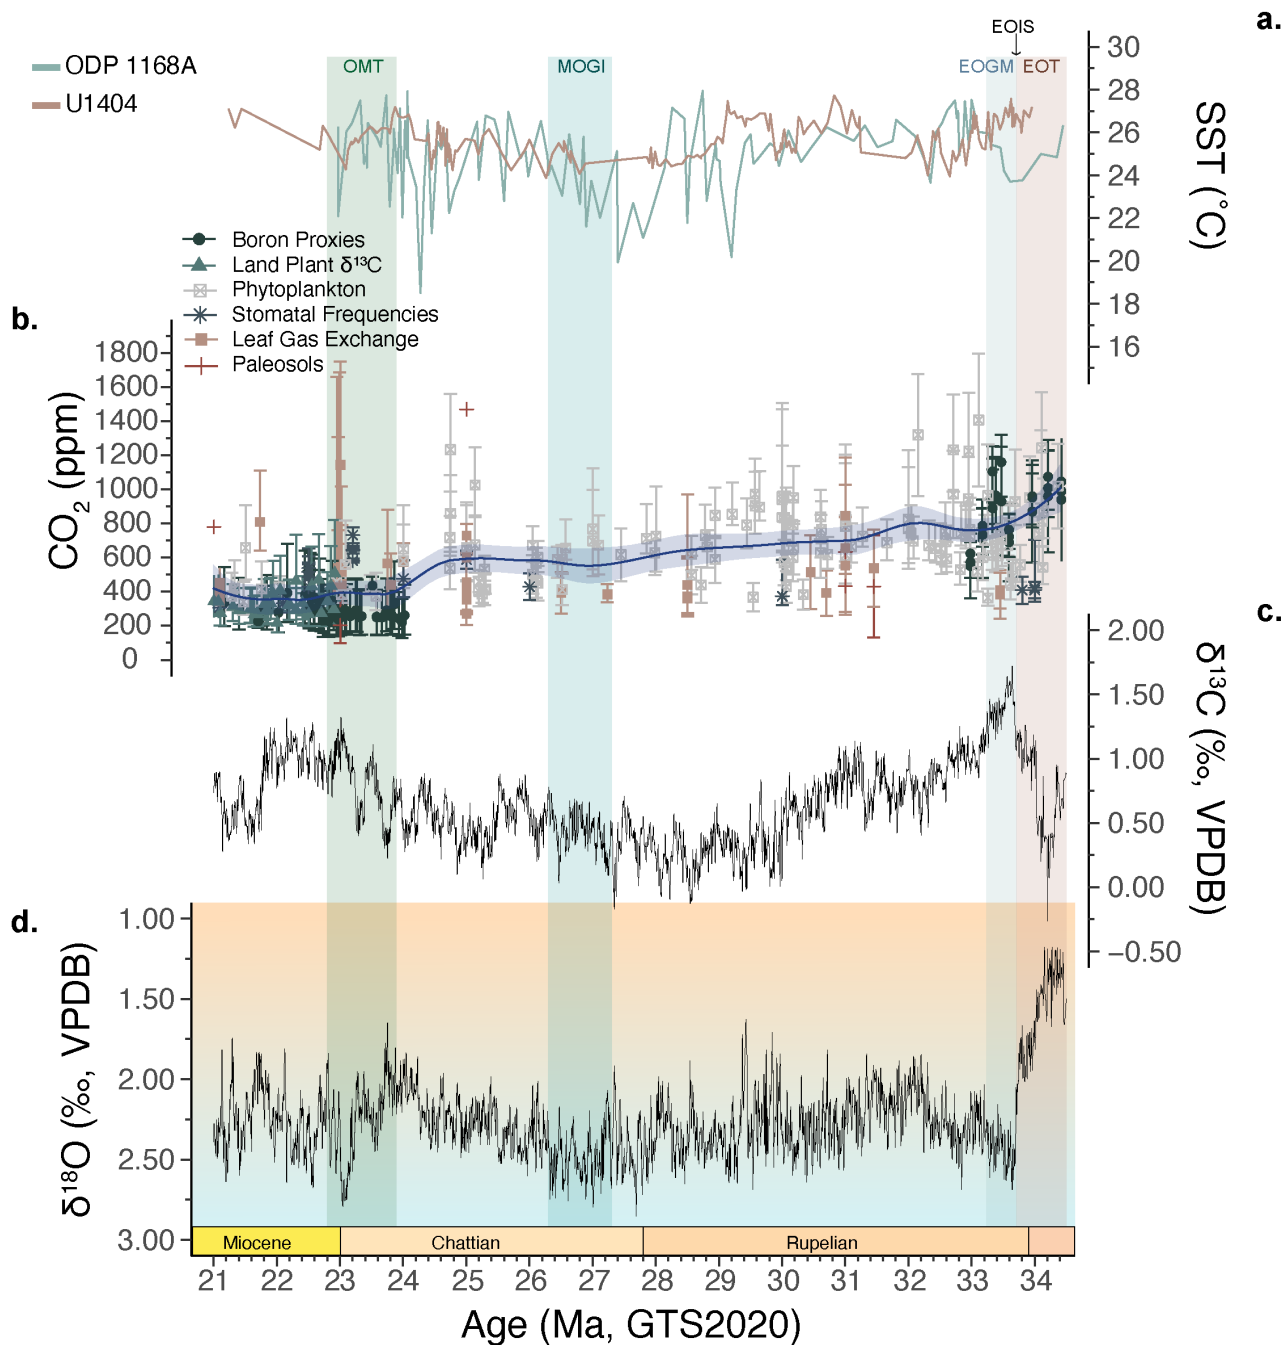 a.
EOIS
ODP 1168A
U1404
OMT
MOGI
EOGM
EOT
30
28
26
24
22
20
18
16
SST (°C)
Boron Proxies
Land Plant δ¹³C
Phytoplankton
Stomatal Frequencies
Leaf Gas Exchange
Paleosols
b.
1800
1600
1400
1200
1000
800
600
400
200
0
CO₂ (ppm)
c.
2.00
1.50
1.00
0.50
0.00
−0.50
δ¹³C (‰, VPDB)
d.
1.00
1.50
2.00
2.50
3.00
δ¹⁸O (‰, VPDB)
Miocene
Chattian
Rupelian
21 22 23 24 25 26 27 28 29 30 31 32 33 34
Age (Ma, GTS2020)